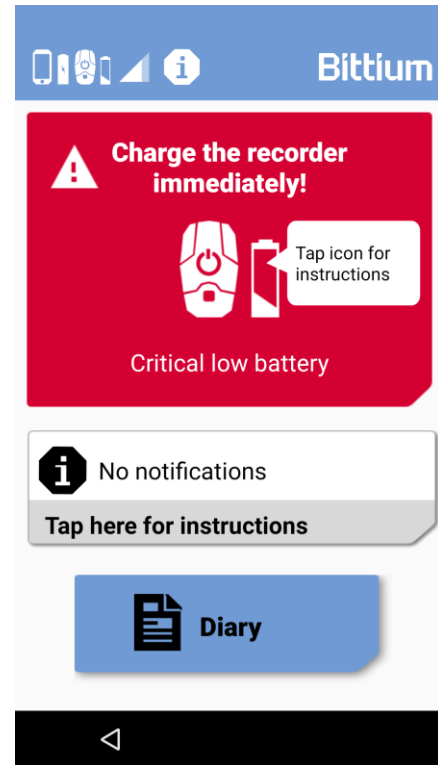 Bittium
Charge the recorder
immediately!
Tap icon for
instructions
Critical low battery
No notifications
Tap here for instructions
Diary